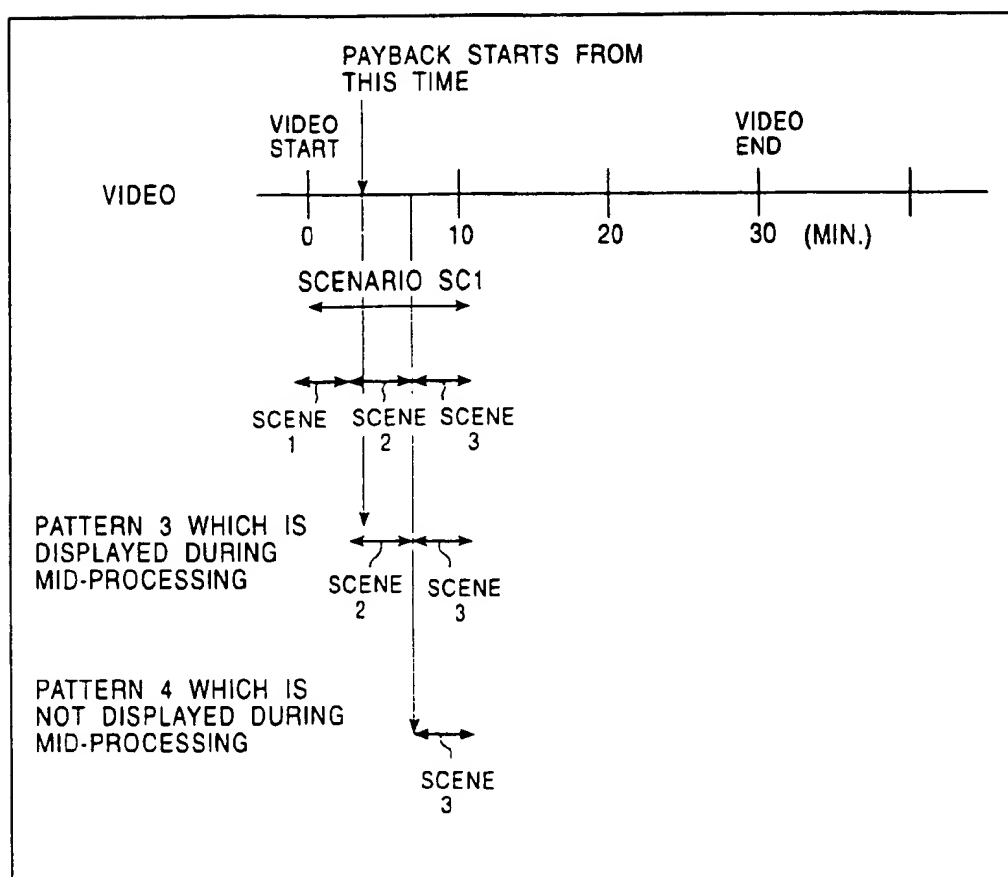 PAYBACK STARTS FROM
THIS TIME
VIDEO
START
VIDEO
END
VIDEO
0
10
20
30
(MIN.)
SCENARIO SC1
SCENE
1
SCENE
2
SCENE
3
PATTERN 3 WHICH IS
DISPLAYED DURING
MID-PROCESSING
SCENE
2
SCENE
3
PATTERN 4 WHICH IS
NOT DISPLAYED DURING
MID-PROCESSING
SCENE
3